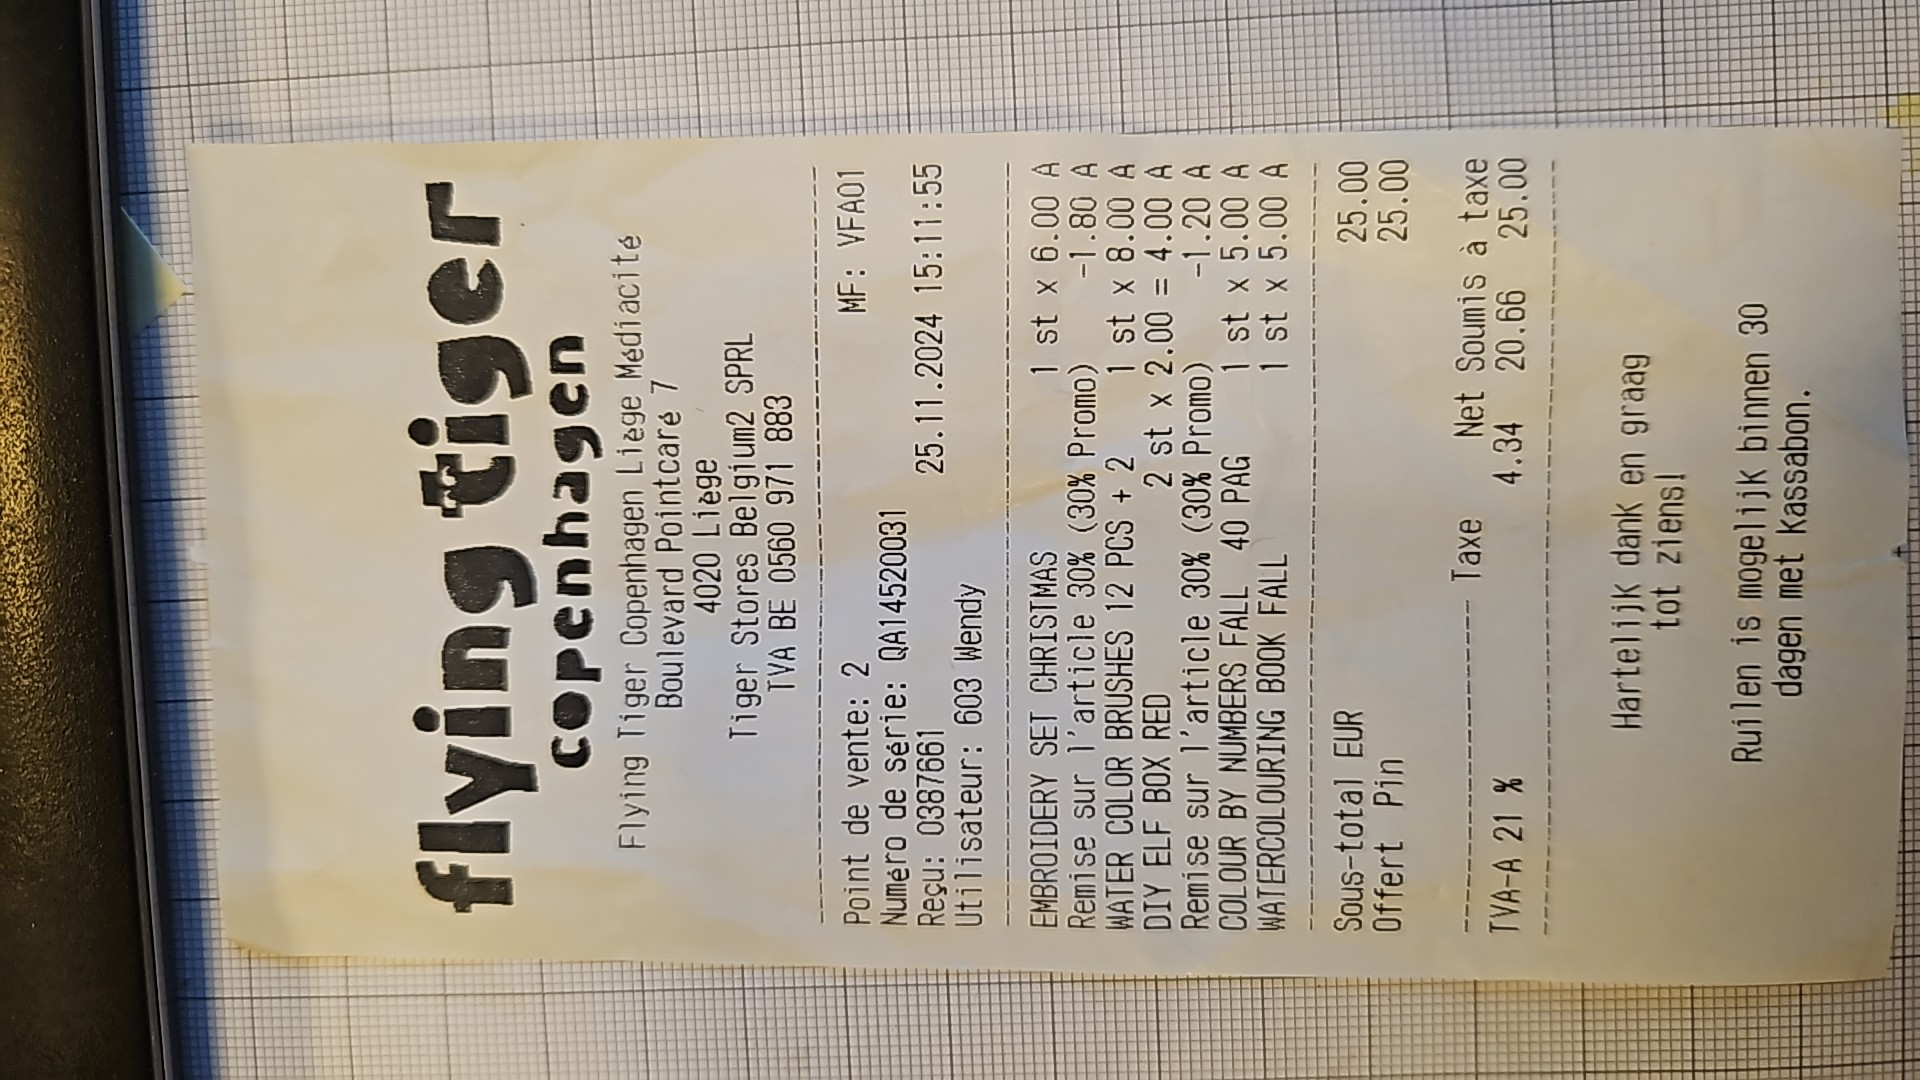 flying tiger
copenhagen
Flying Tiger Copenhagen Liège Médiacité
Boulevard Pointcaré 7
4020 Liège
Tiger Stores Belgium2 SPRL
TVA BE 0560 971 883
Point de vente: 2 MF: VFA01
Numéro de série: QA14520031
Reçu: 0387661 25.11.2024 15:11:55
Utilisateur: 603 Wendy
EMBROIDERY SET CHRISTMAS 1 st x 6.00 A
Remise sur l'article 30% (30% Promo) -1.80 A
WATER COLOR BRUSHES 12 PCS + 2 1 st x 8.00 A
DIY ELF BOX RED 2 st x 2.00 = 4.00 A
Remise sur l'article 30% (30% Promo) -1.20 A
COLOUR BY NUMBERS FALL 40 PAG 1 st x 5.00 A
WATERCOLOURING BOOK FALL 1 st x 5.00 A
Sous-total EUR 25.00
Offert Pin 25.00
Taxe Net Soumis à taxe
TVA-A 21 % 4.34 20.66 25.00
Hartelijk dank en graag
tot ziens!
Ruilen is mogelijk binnen 30
dagen met Kassabon.